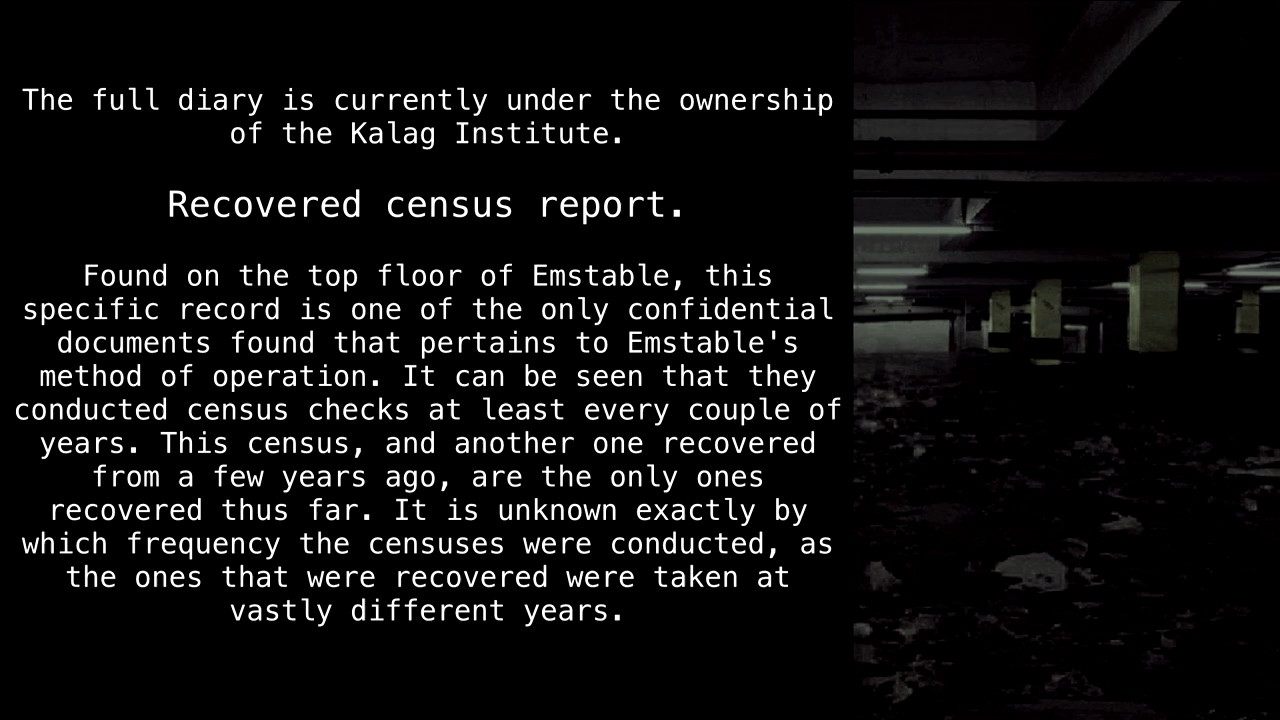 The full diary is currently under the ownership
of the Kalag Institute.
Recovered census report.
Found on the top floor of Emstable, this
specific record is one of the only confidential
documents found that pertains to Emstable's
method of operation. It can be seen that they
conducted census checks at least every couple of
years. This census, and another one recovered
from a few years ago, are the only ones
recovered thus far. It is unknown exactly by
which frequency the censuses were conducted, as
the ones that were recovered were taken at
vastly different years.